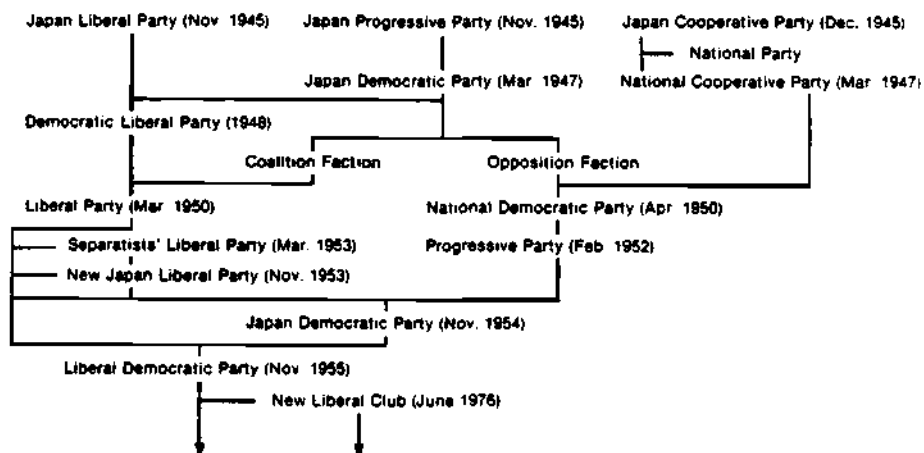 Japan Liberal Party (Nov 1945)
Japan Progressive Party (Nov. 1945)
Japan Cooperative Party (Dec. 1945)
National Party
Japan Democratic Party (Mar 1947)
National Cooperative Party (Mar 1947)
Democratic Liberal Party (1948)
Coalition Faction
Opposition Faction
Liberal Party (Mar 1950)
National Democratic Party (Apr 1950)
Separatists' Liberal Party (Mar. 1953)
Progressive Party (Feb 1952)
New Japan Liberal Party (Nov. 1953)
Japan Democratic Party (Nov. 1954)
Liberal Democratic Party (Nov 1955)
New Liberal Club (June 1976)